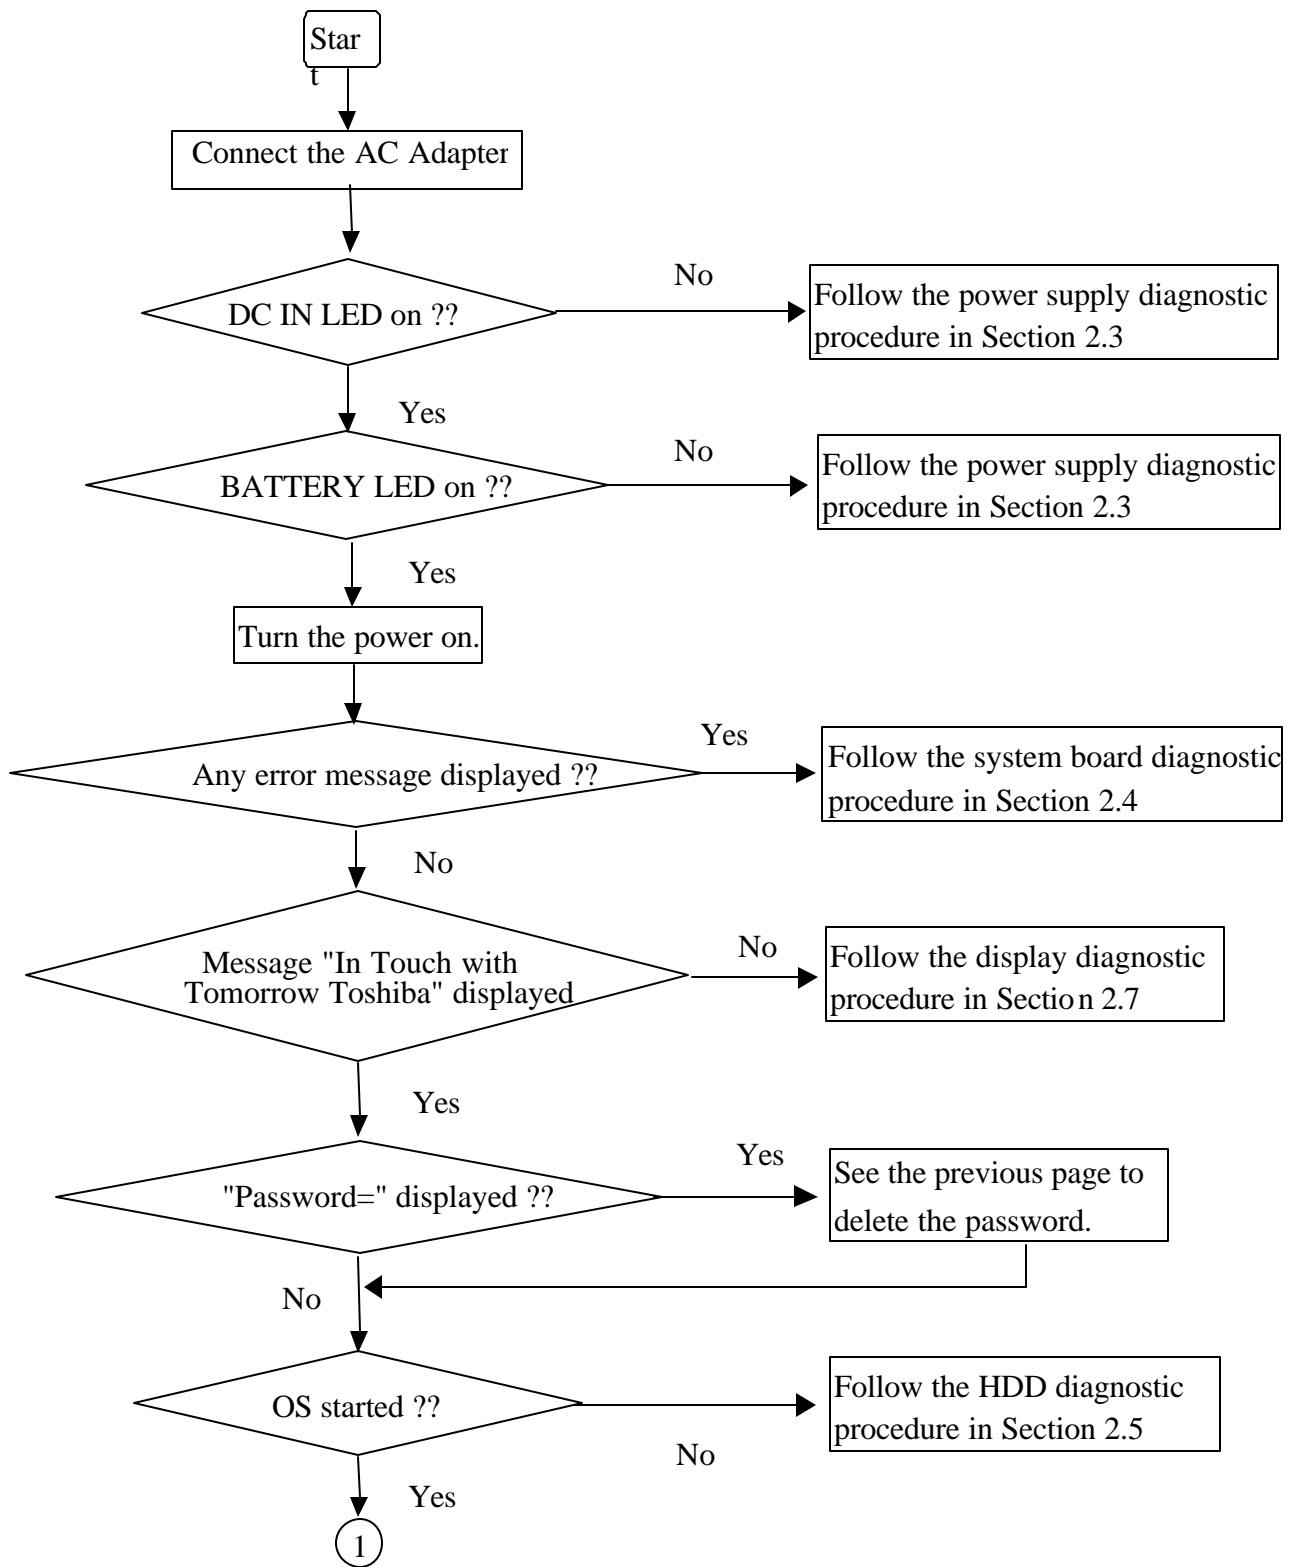 Star
t
Connect the AC Adapter
DC IN LED on ??
No
Follow the power supply diagnostic
procedure in Section 2.3
Yes
BATTERY LED on ??
No
Follow the power supply diagnostic
procedure in Section 2.3
Yes
Turn the power on.
Any error message displayed ??
Yes
Follow the system board diagnostic
procedure in Section 2.4
No
Message "In Touch with
Tomorrow Toshiba" displayed
No
Follow the display diagnostic
procedure in Section 2.7
Yes
"Password=" displayed ??
Yes
See the previous page to
delete the password.
No
OS started ??
No
Follow the HDD diagnostic
procedure in Section 2.5
Yes
1